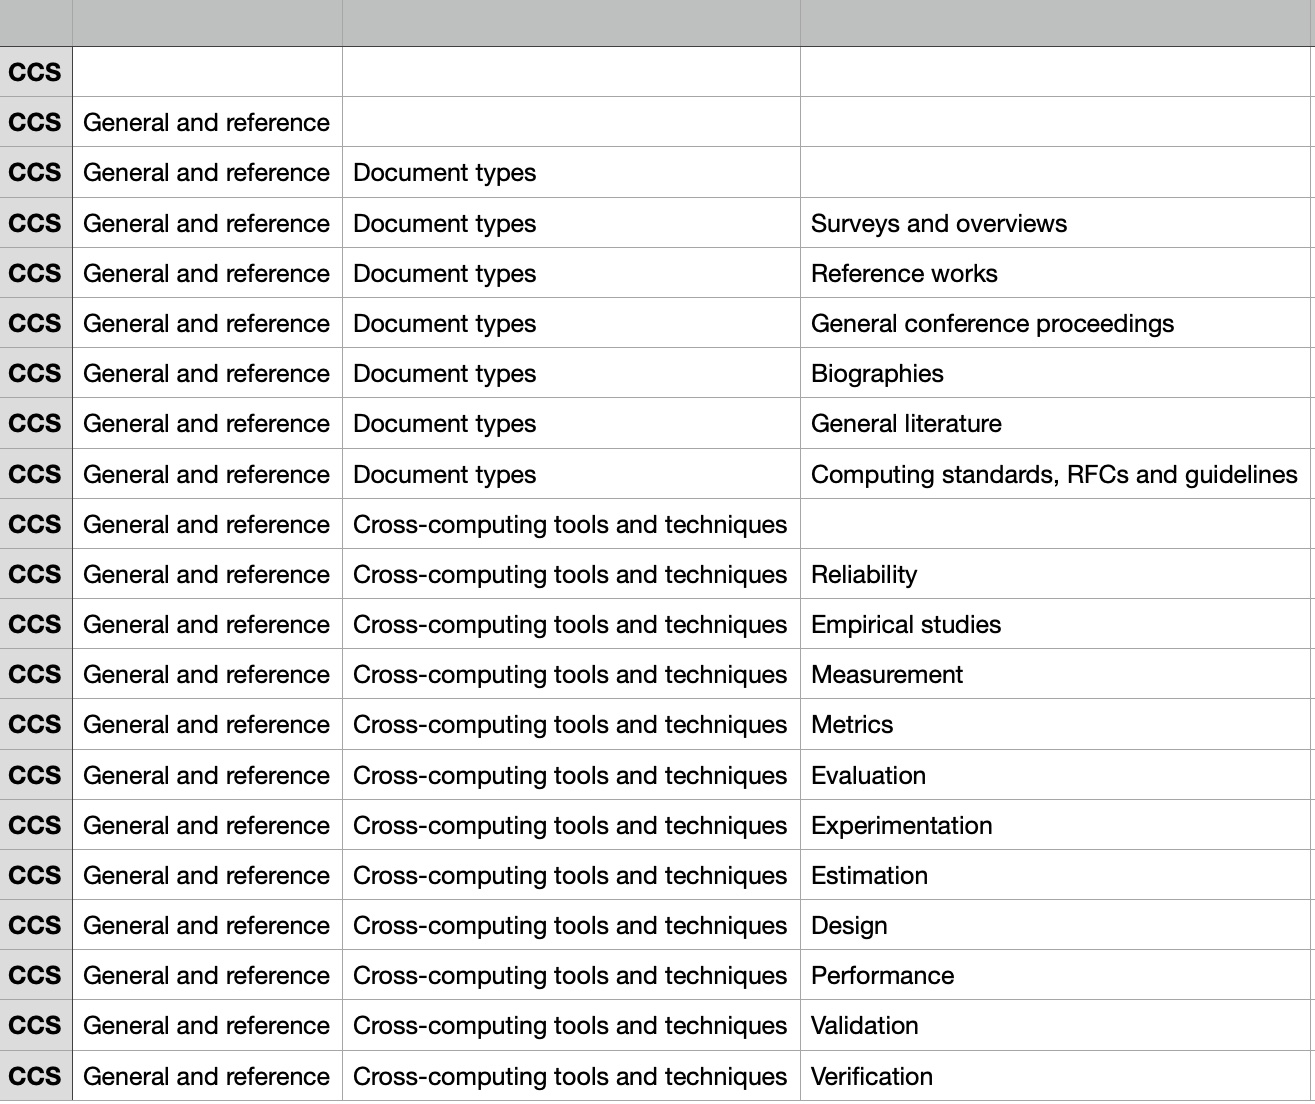 CCS
CCS General and reference
CCS General and reference Document types
CCS General and reference Document types Surveys and overviews
CCS General and reference Document types Reference works
CCS General and reference Document types General conference proceedings
CCS General and reference Document types Biographies
CCS General and reference Document types General literature
CCS General and reference Document types Computing standards, RFCs and guidelines
CCS General and reference Cross-computing tools and techniques
CCS General and reference Cross-computing tools and techniques Reliability
CCS General and reference Cross-computing tools and techniques Empirical studies
CCS General and reference Cross-computing tools and techniques Measurement
CCS General and reference Cross-computing tools and techniques Metrics
CCS General and reference Cross-computing tools and techniques Evaluation
CCS General and reference Cross-computing tools and techniques Experimentation
CCS General and reference Cross-computing tools and techniques Estimation
CCS General and reference Cross-computing tools and techniques Design
CCS General and reference Cross-computing tools and techniques Performance
CCS General and reference Cross-computing tools and techniques Validation
CCS General and reference Cross-computing tools and techniques Verification